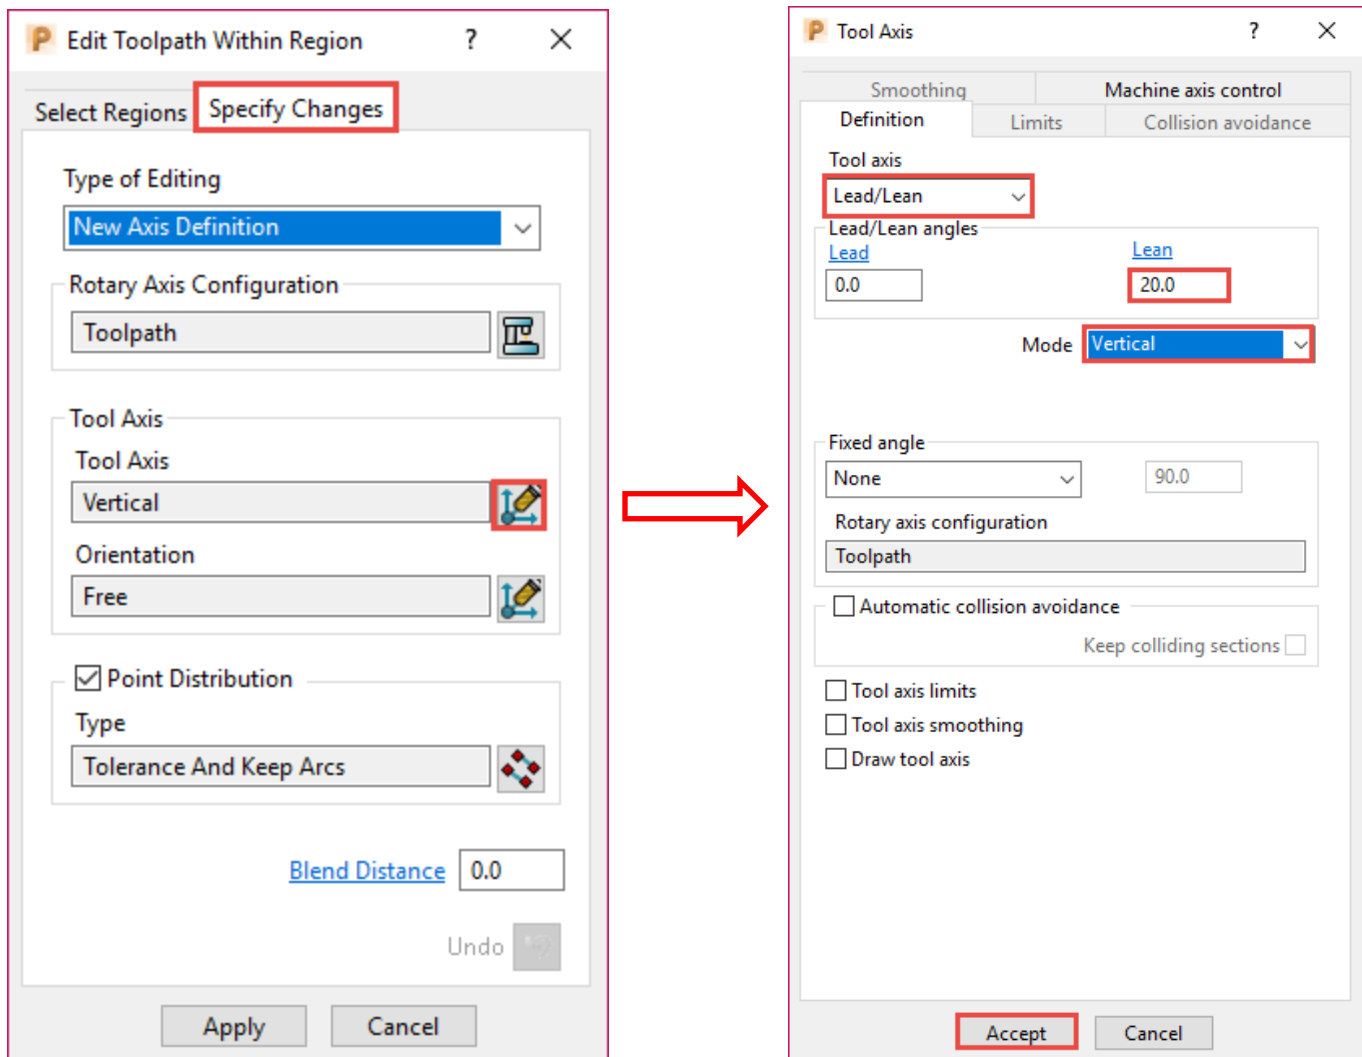 Edit Toolpath Within Region ?
Select Regions Specify Changes
Type of Editing
New Axis Definition
Rotary Axis Configuration
Toolpath
Tool Axis
Tool Axis
Vertical
Orientation
Free
Point Distribution
Type
Tolerance And Keep Arcs
Blend Distance 0.0
Undo
Apply Cancel
Tool Axis ?
Smoothing Machine axis control
Definition Limits Collision avoidance
Tool axis
Lead/Lean
Lead/Lean angles
Lead Lean
0.0 20.0
Mode Vertical
Fixed angle
None 90.0
Rotary axis configuration
Toolpath
Automatic collision avoidance
Keep colliding sections
Tool axis limits
Tool axis smoothing
Draw tool axis
Accept Cancel